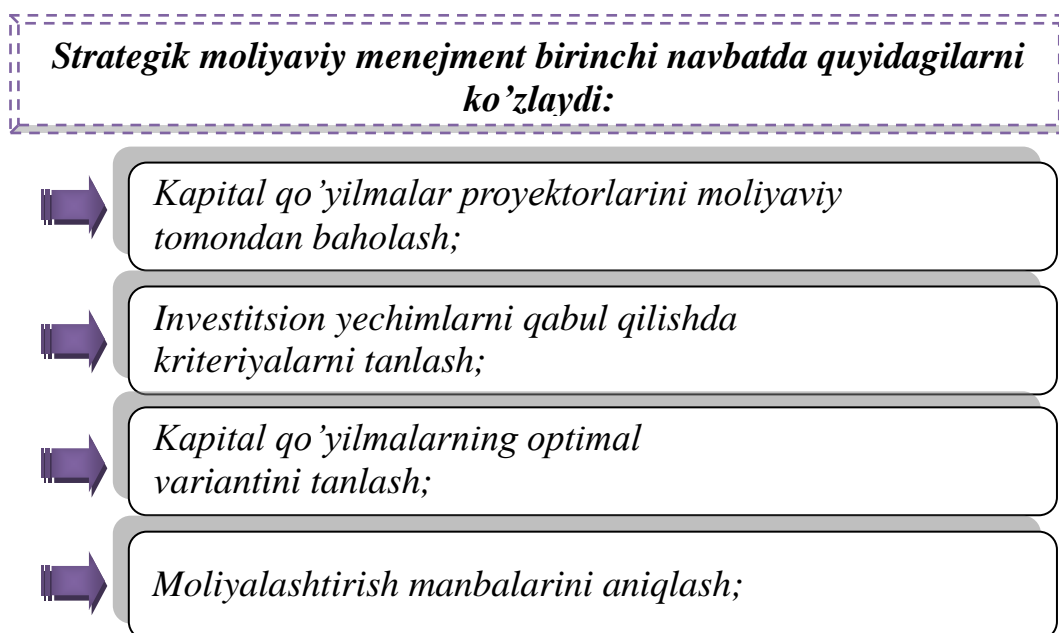 Strategik moliyaviy menejment birinchi navbatda quyidagilarni
ko’zlaydi:
Kapital qo’yilmalar proyektorlarini moliyaviy
tomondan baholash;
Investitsion yechimlarni qabul qilishda
kriteriyalarni tanlash;
Kapital qo’yilmalarning optimal
variantini tanlash;
Moliyalashtirish manbalarini aniqlash;